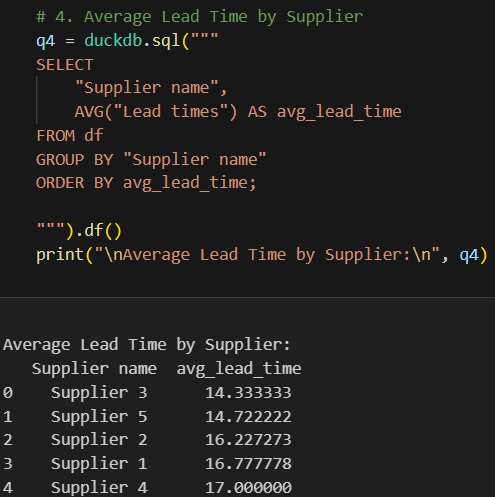 # 4. Average Lead Time by Supplier
q4 = duckdb.sql("""
SELECT
    "Supplier name",
    AVG("Lead times") AS avg_lead_time
FROM df
GROUP BY "Supplier name"
ORDER BY avg_lead_time;
""").df()
print("\nAverage Lead Time by Supplier:\n", q4)
Average Lead Time by Supplier:
   Supplier name  avg_lead_time
0    Supplier 3      14.333333
1    Supplier 5      14.722222
2    Supplier 2      16.227273
3    Supplier 1      16.777778
4    Supplier 4      17.000000